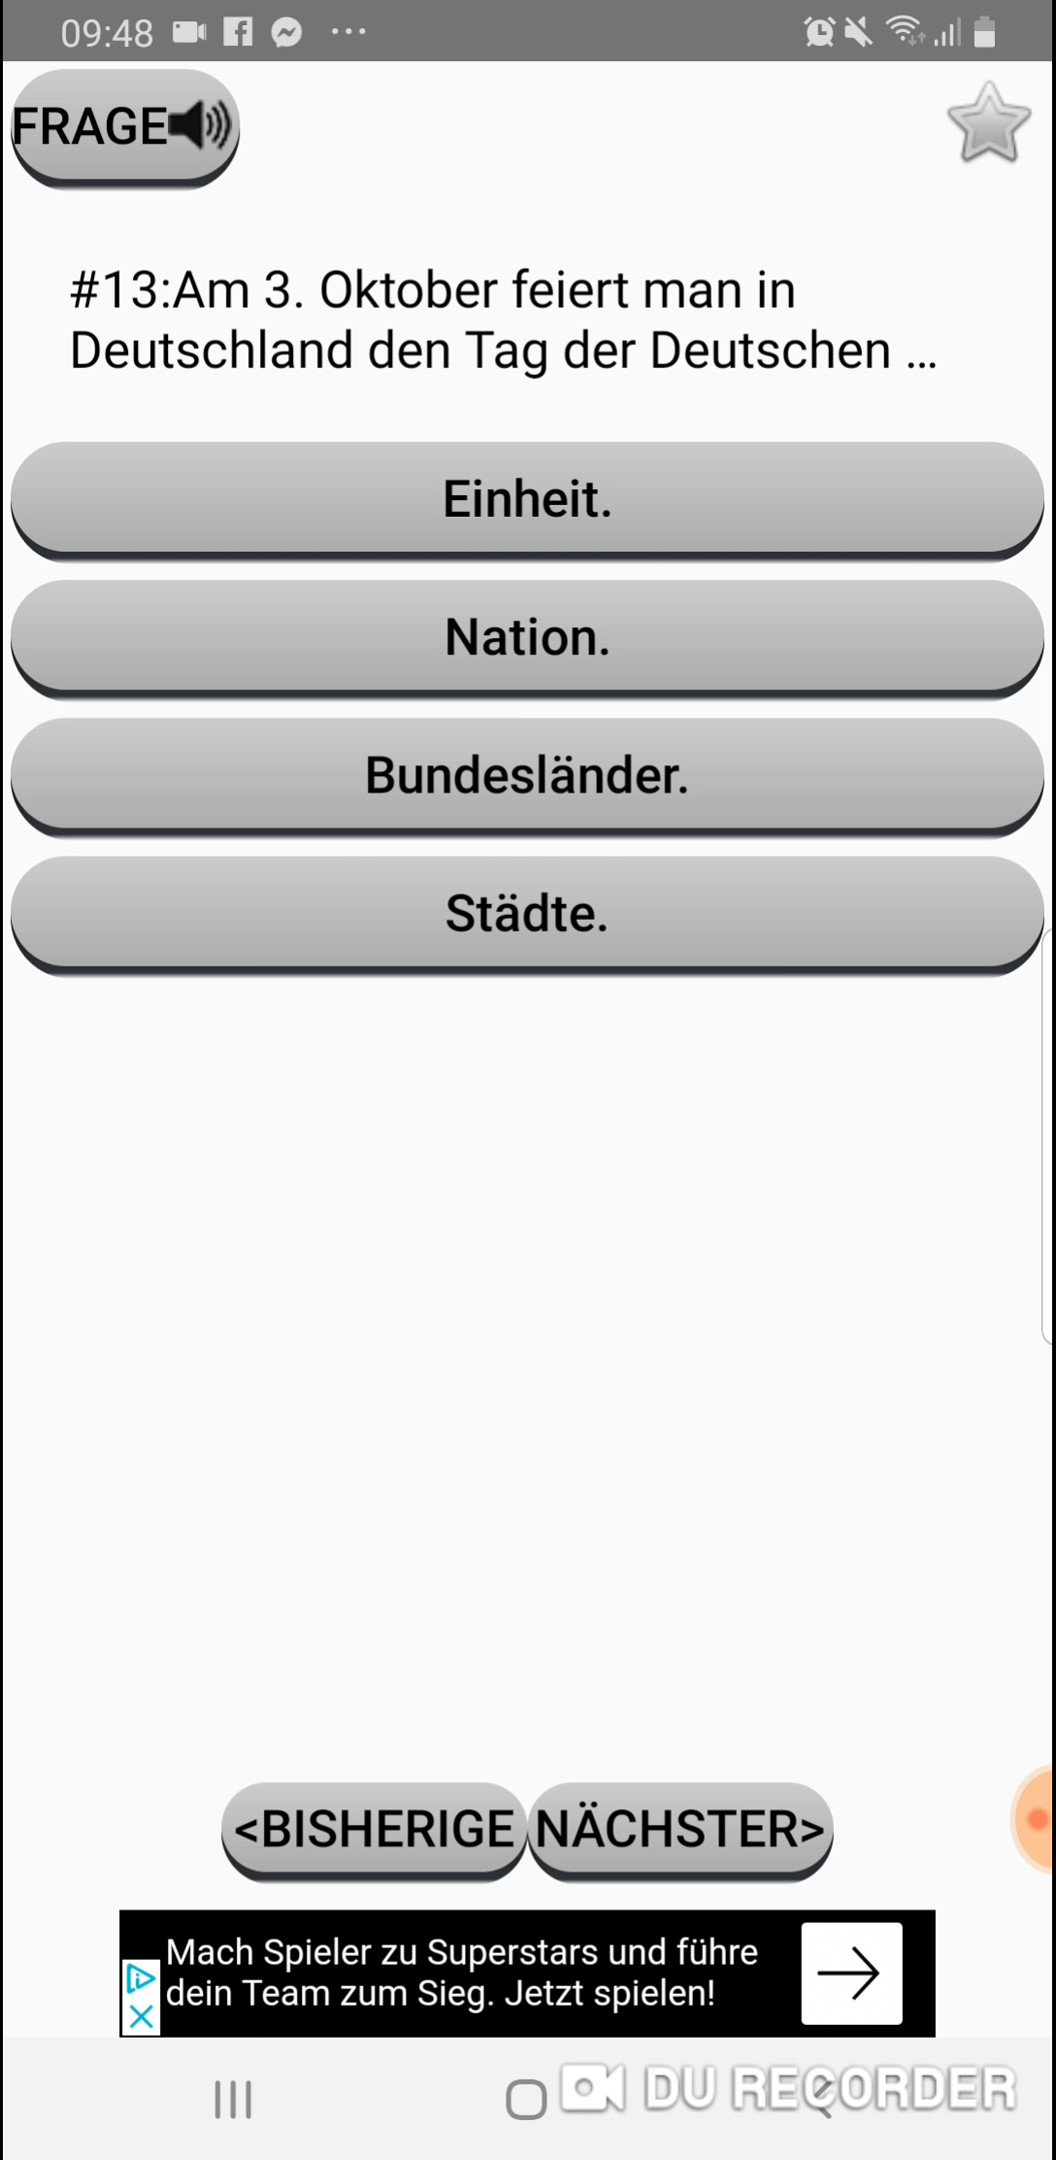 09:48
FRAGE
#13:Am 3. Oktober feiert man in
Deutschland den Tag der Deutschen ...
Einheit.
Nation.
Bundesländer.
Städte.
<BISHERIGE NÄCHSTER>
Mach Spieler zu Superstars und führe
dein Team zum Sieg. Jetzt spielen!
DU RECORDER